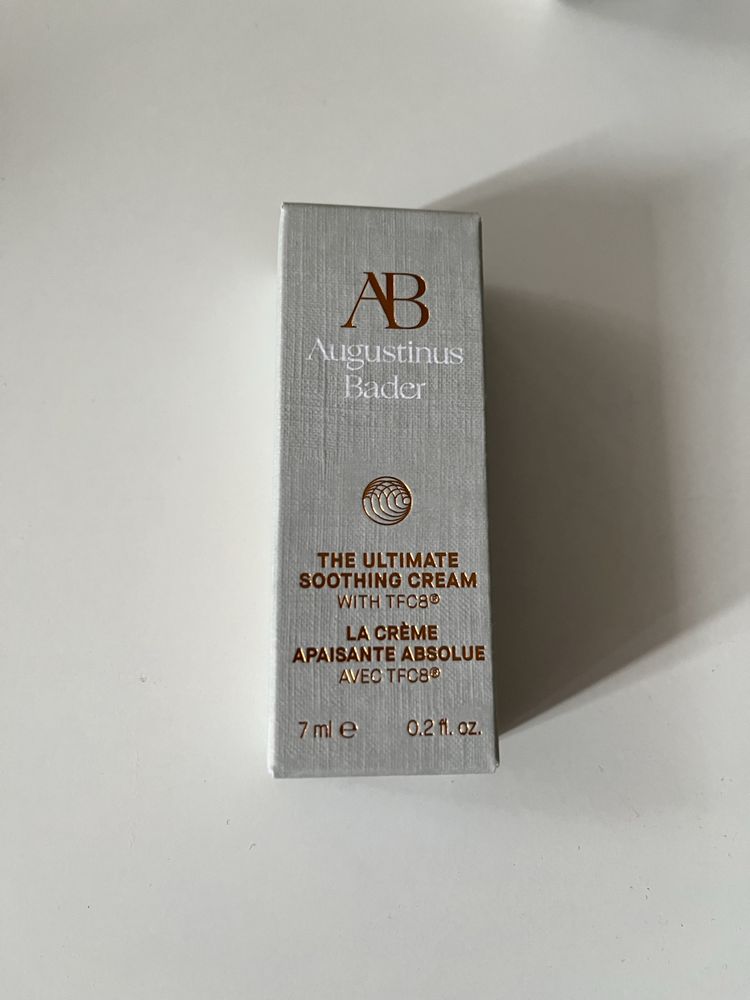 AB
Augustinus
Bader
THE ULTIMATE
SOOTHING CREAM
WITH TFC8®
LA CRÈME
APAISANTE ABSOLUE
AVEC TFC8®
7 ml ℮ 0.2 fl. oz.